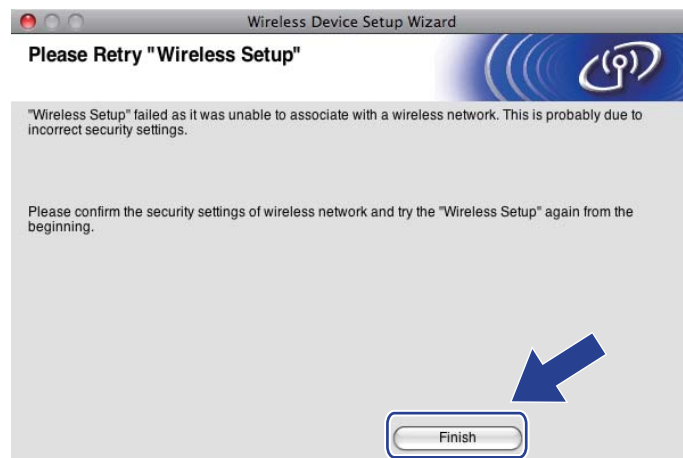 Wireless Device Setup Wizard
Please Retry "Wireless Setup"
"Wireless Setup" failed as it was unable to associate with a wireless network. This is probably due to
incorrect security settings.
Please confirm the security settings of wireless network and try the "Wireless Setup" again from the
beginning.
Finish